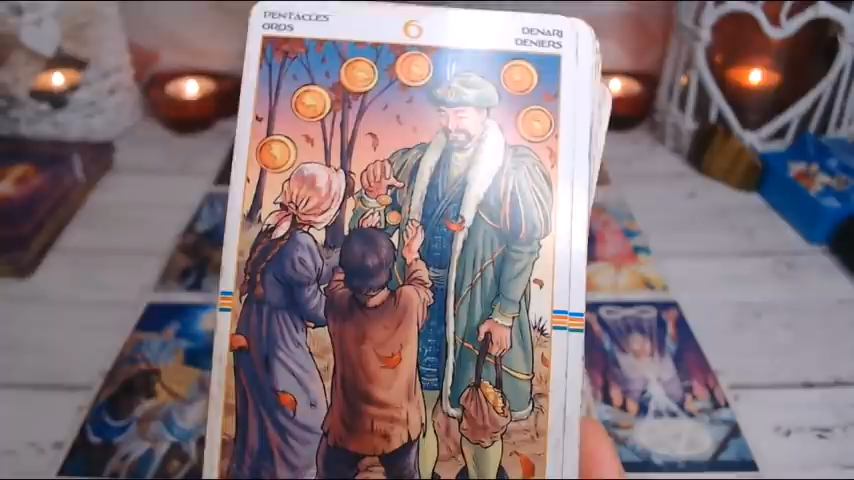 PENTACLES
OROS
6
DENARI
DENIERS